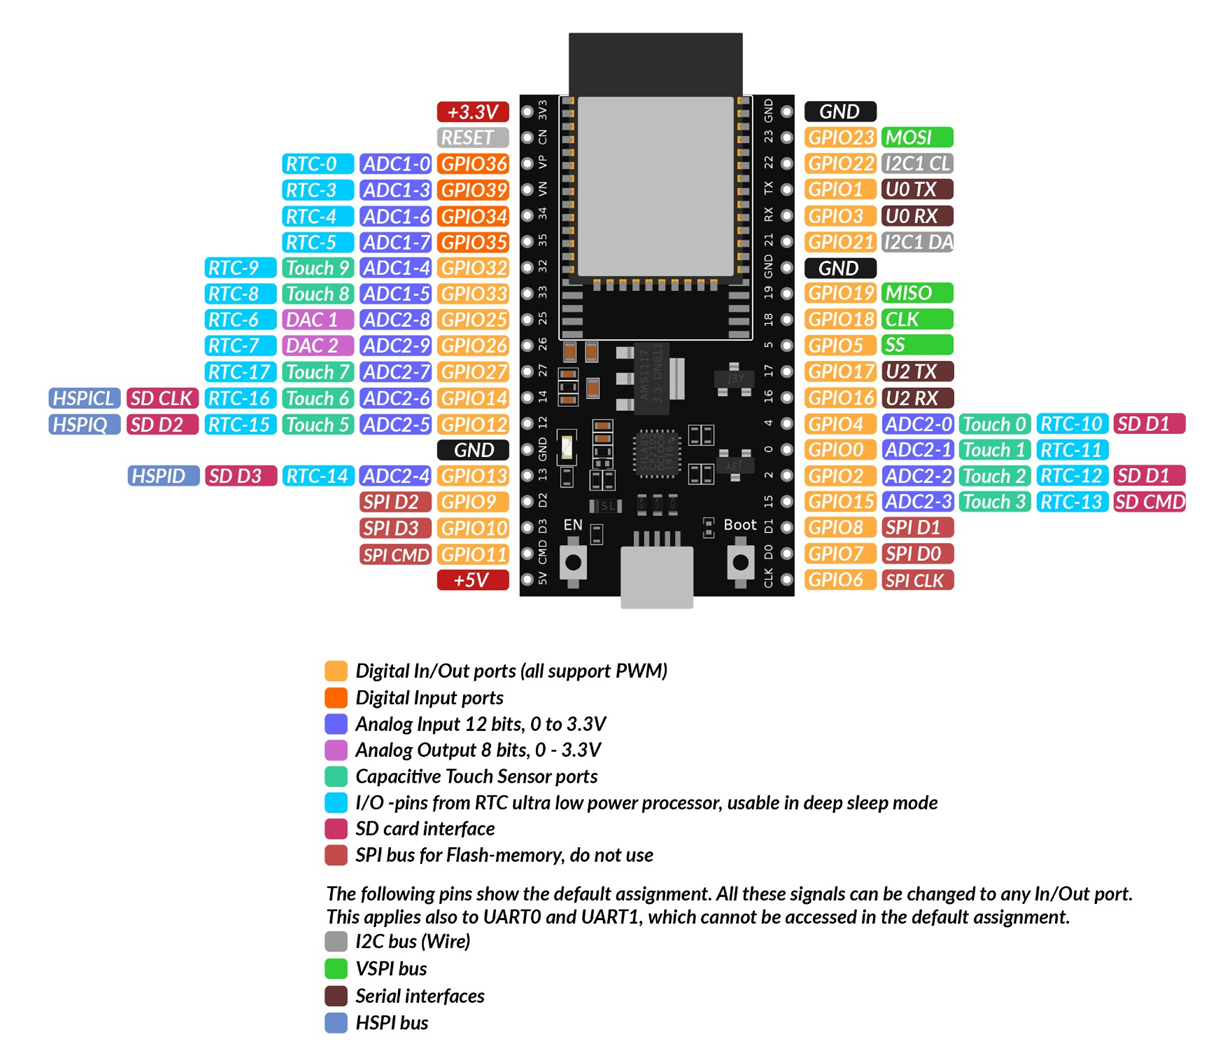 +3.3V 3V3 GND GND
RESET CN 23 GPIO23 MOSI
RTC-0 ADC1-0 GPIO36 VP 22 GPIO22 I2C1 CL
RTC-3 ADC1-3 GPIO39 VN TX GPIO1 U0 TX
RTC-4 ADC1-6 GPIO34 34 RX GPIO3 U0 RX
RTC-5 ADC1-7 GPIO35 35 21 GPIO21 I2C1 DA
RTC-9 Touch 9 ADC1-4 GPIO32 32 GND GND
RTC-8 Touch 8 ADC1-5 GPIO33 33 19 GPIO19 MISO
RTC-6 DAC 1 ADC2-8 GPIO25 25 18 GPIO18 CLK
RTC-7 DAC 2 ADC2-9 GPIO26 26 5 GPIO5 SS
RTC-17 Touch 7 ADC2-7 GPIO27 27 AMS1117 17 GPIO17 U2 TX
HSPICL SD CLK RTC-16 Touch 6 ADC2-6 GPIO14 14 16 GPIO16 U2 RX
HSPIQ SD D2 RTC-15 Touch 5 ADC2-5 GPIO12 12 4 GPIO4 ADC2-0 Touch 0 RTC-10 SD D1
GND GND 0 GPIO0 ADC2-1 Touch 1 RTC-11
HSPID SD D3 RTC-14 ADC2-4 GPIO13 13 2 GPIO2 ADC2-2 Touch 2 RTC-12 SD D1
SPI D2 GPIO9 D2 15 GPIO15 ADC2-3 Touch 3 RTC-13 SD CMD
SPI D3 GPIO10 D3 EN Boot D1 GPIO8 SPI D1
SPI CMD GPIO11 CMD D0 GPIO7 SPI D0
+5V 5V CLK GPIO6 SPI CLK
Digital In/Out ports (all support PWM)
Digital Input ports
Analog Input 12 bits, 0 to 3.3V
Analog Output 8 bits, 0 - 3.3V
Capacitive Touch Sensor ports
I/O -pins from RTC ultra low power processor, usable in deep sleep mode
SD card interface
SPI bus for Flash-memory, do not use
The following pins show the default assignment. All these signals can be changed to any In/Out port.
This applies also to UART0 and UART1, which cannot be accessed in the default assignment.
I2C bus (Wire)
VSPI bus
Serial interfaces
HSPI bus